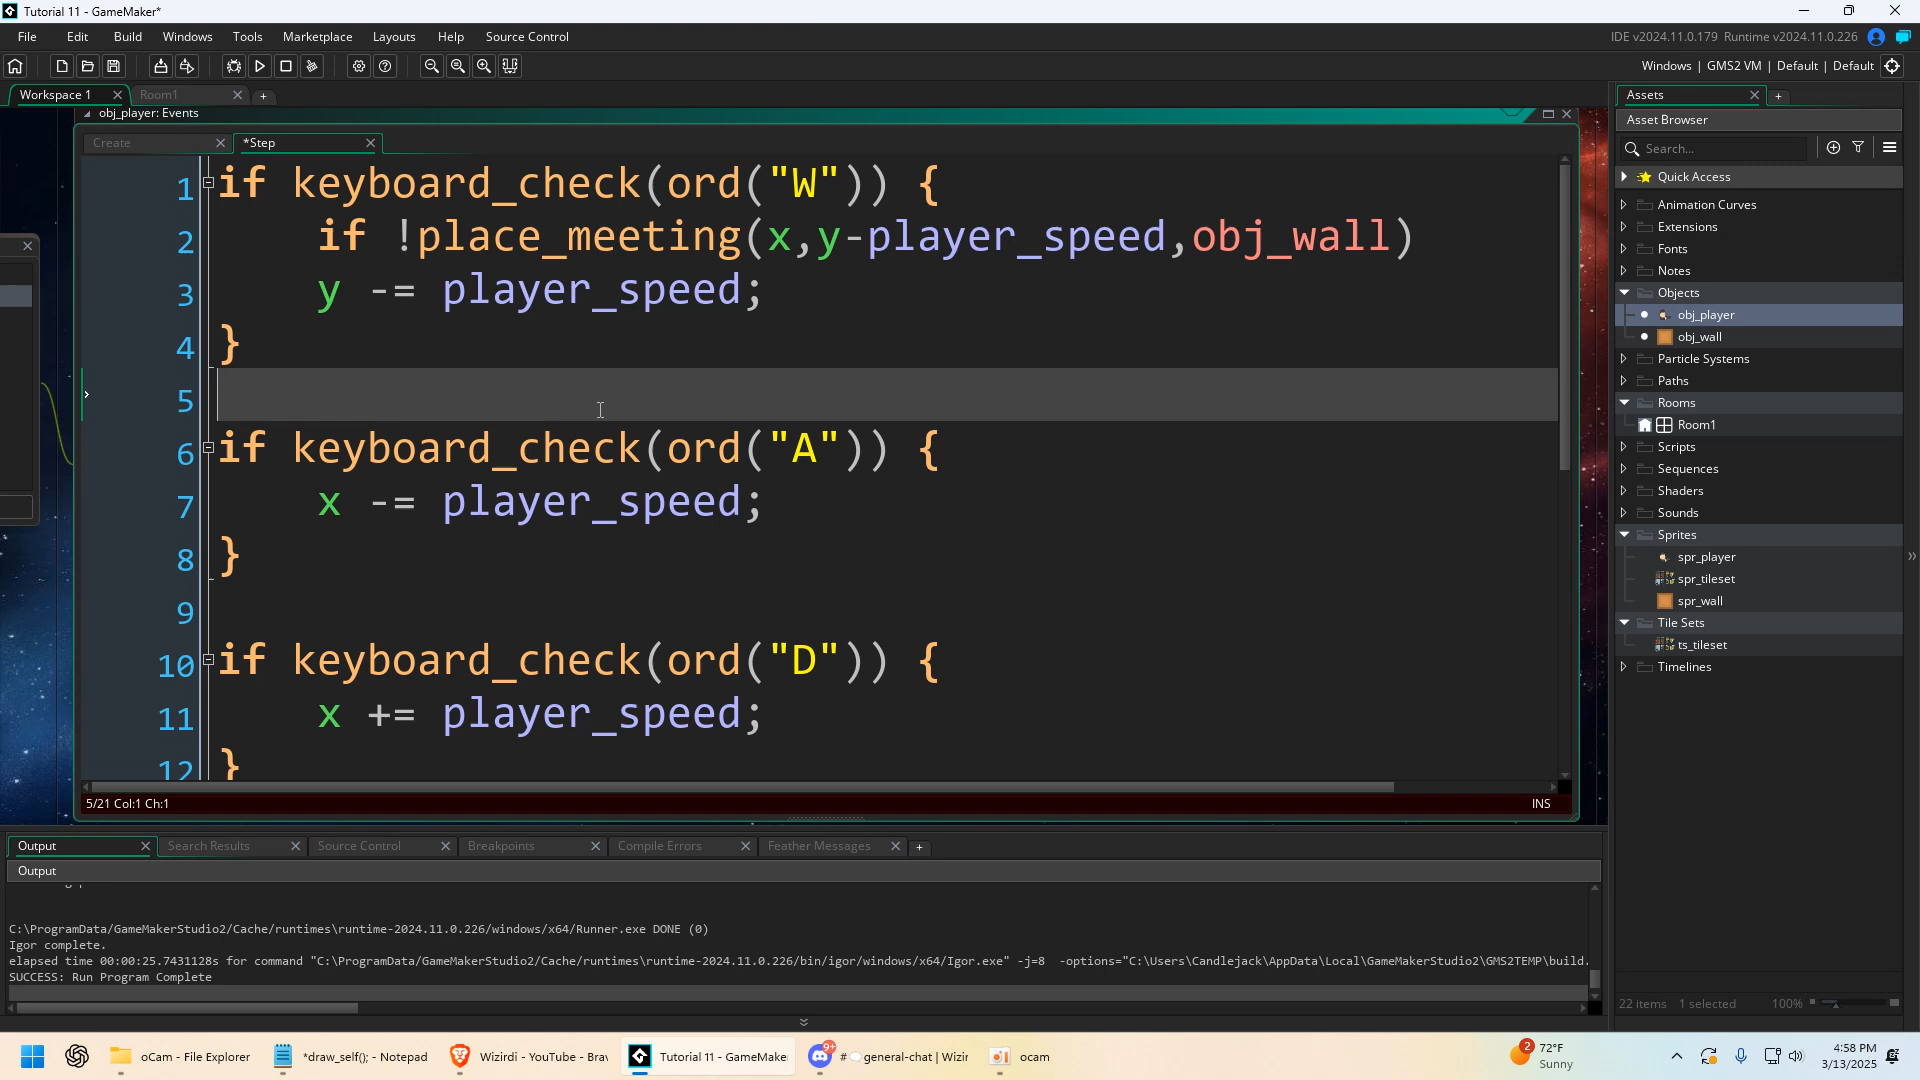 Tutorial 11 - GameMaker*
File Edit Build Windows Tools Marketplace Layouts Help Source Control
IDE v2024.11.0.179 Runtime v2024.11.0.226
Windows | GMS2 VM | Default | Default
Workspace 1 Room1
obj_player: Events
Create *Step
1 if keyboard_check(ord("W")) {
2 if !place_meeting(x,y-player_speed,obj_wall)
3 y -= player_speed;
4 }
5
6 if keyboard_check(ord("A")) {
7 x -= player_speed;
8 }
9
10 if keyboard_check(ord("D")) {
11 x += player_speed;
12 }
5/21 Col:1 Ch:1 INS
Assets
Asset Browser
Search...
Quick Access
Animation Curves
Extensions
Fonts
Notes
Objects
obj_player
obj_wall
Particle Systems
Paths
Rooms
Room1
Scripts
Sequences
Shaders
Sounds
Sprites
spr_player
spr_tileset
spr_wall
Tile Sets
ts_tileset
Timelines
22 items 1 selected 100%
Output Search Results Source Control Breakpoints Compile Errors Feather Messages
Output
C:\ProgramData/GameMakerStudio2/Cache/runtimes\runtime-2024.11.0.226/windows/x64/Runner.exe DONE (0)
Igor complete.
elapsed time 00:00:25.7431128s for command "C:\ProgramData/GameMakerStudio2/Cache/runtimes\runtime-2024.11.0.226/bin/igor/windows/x64/Igor.exe" -j=8 -options="C:\Users\Candlejack\AppData\Local\GameMakerStudio2\GMS2TEMP\build.
SUCCESS: Run Program Complete
oCam - File Explorer *draw_self(); - Notepad Wizirdi - YouTube - Brav Tutorial 11 - GameMake 9+ # general-chat | Wizir ocam
2 72°F
Sunny
4:58 PM
3/13/2025